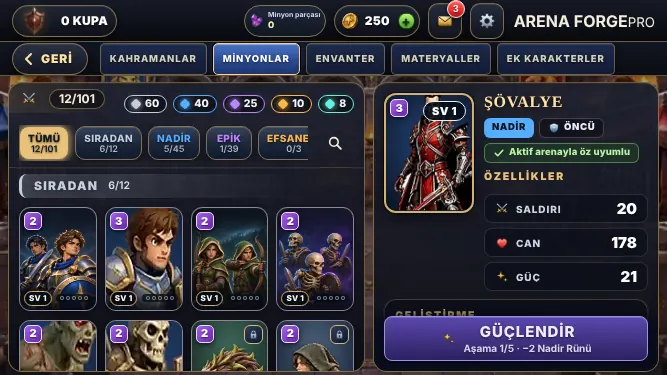 0 KUPA
Minyon parçası
0
250
3
ARENA FORGEPRO
GERİ
KAHRAMANLAR
MİNYONLAR
ENVANTER
MATERYALLER
EK KARAKTERLER
12/101
60
40
25
10
8
TÜMÜ
12/101
SIRADAN
6/12
NADİR
5/45
EPİK
1/39
EFSANE
0/3
SIRADAN 6/12
2
SV 1
3
SV 1
2
SV 1
2
SV 1
2
2
2
2
3
SV 1
ŞÖVALYE
NADİR
ÖNCÜ
Aktif arenayla öz uyumlu
ÖZELLİKLER
SALDIRI 20
CAN 178
GÜÇ 21
GELİŞTİRME
GÜÇLENDİR
Aşama 1/5 · −2 Nadir Rünü